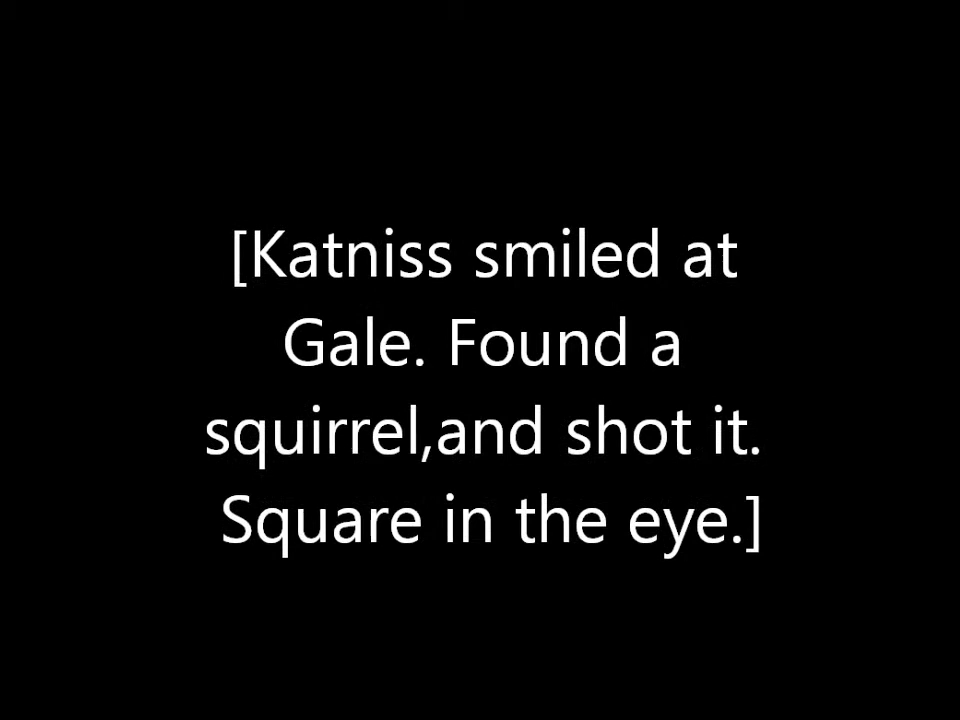 [Katniss smiled at
Gale. Found a
squirrel,and shot it.
Square in the eye.]